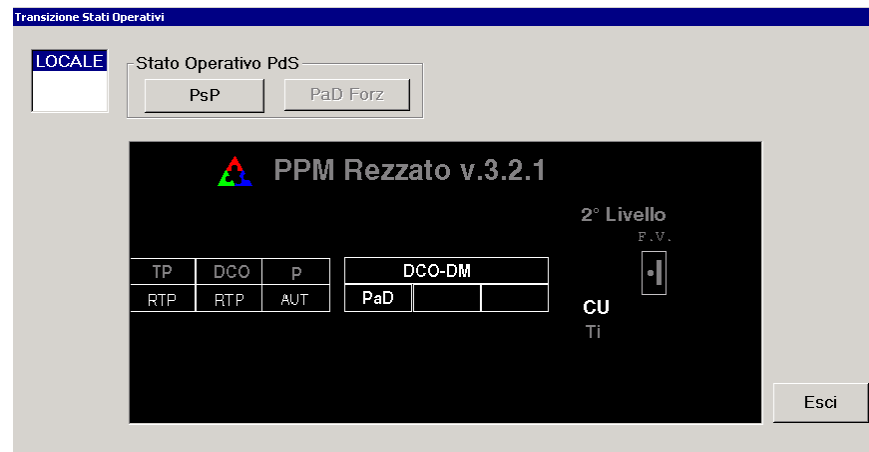 Transizione Stati Operativi
LOCALE
Stato Operativo PdS
PsP PaD Forz
PPM Rezzato v.3.2.1
2° Livello
F.V.
TP DCO P DCO-DM
RTP RTP AUT PaD
CU
Ti
Esci